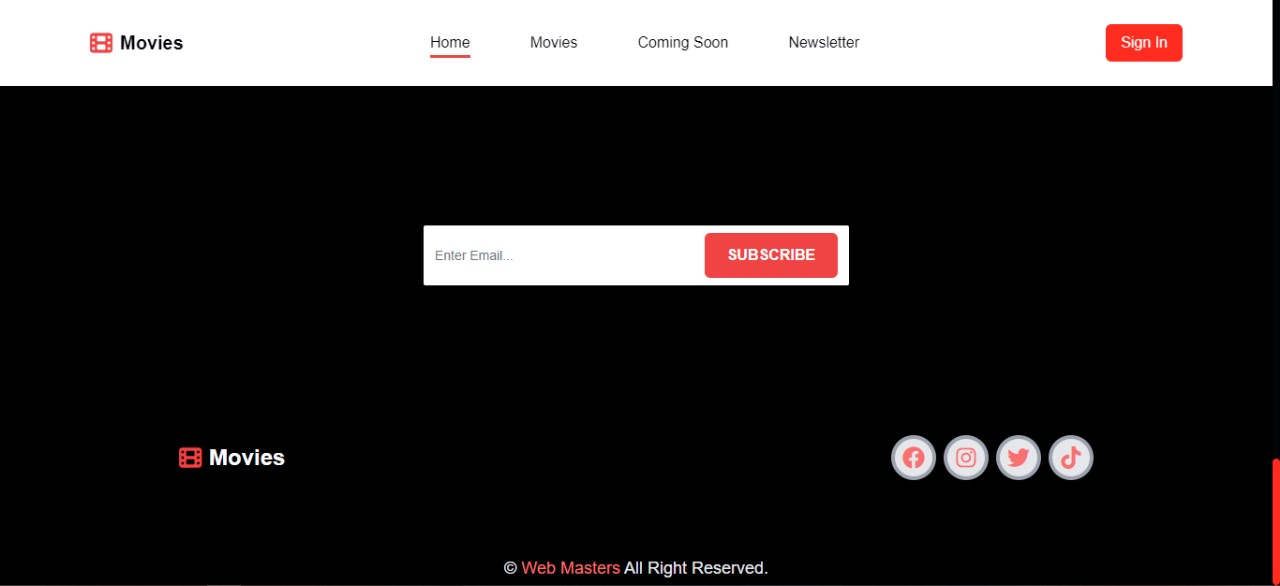 Movies Home Movies Coming Soon Newsletter Sign In
Enter Email... SUBSCRIBE
Movies
© Web Masters All Right Reserved.